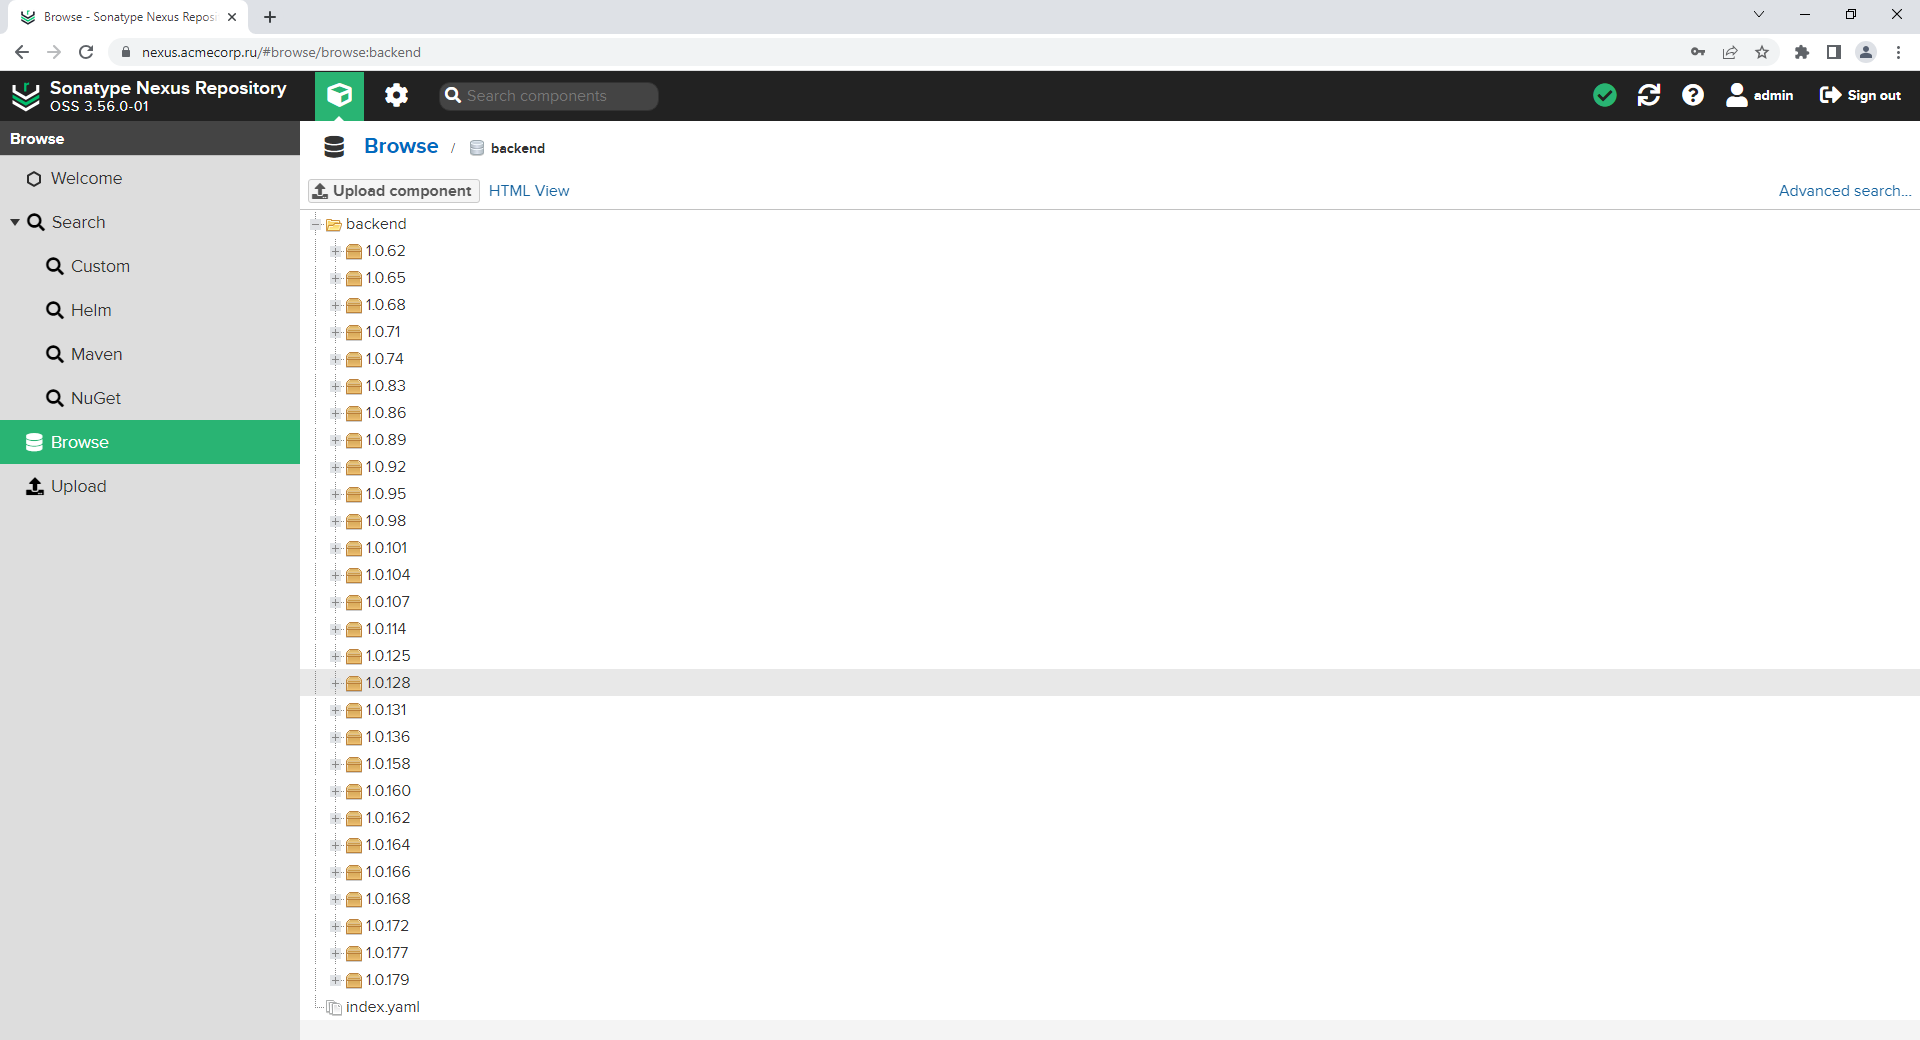 Browse - Sonatype Nexus Reposi
nexus.acmecorp.ru/#browse/browse:backend
Sonatype Nexus Repository
OSS 3.56.0-01
Search components
admin
Sign out
Browse
Welcome
Search
Custom
Helm
Maven
NuGet
Browse
Upload
Browse / backend
Upload component
HTML View
Advanced search...
backend
1.0.62
1.0.65
1.0.68
1.0.71
1.0.74
1.0.83
1.0.86
1.0.89
1.0.92
1.0.95
1.0.98
1.0.101
1.0.104
1.0.107
1.0.114
1.0.125
1.0.128
1.0.131
1.0.136
1.0.158
1.0.160
1.0.162
1.0.164
1.0.166
1.0.168
1.0.172
1.0.177
1.0.179
index.yaml